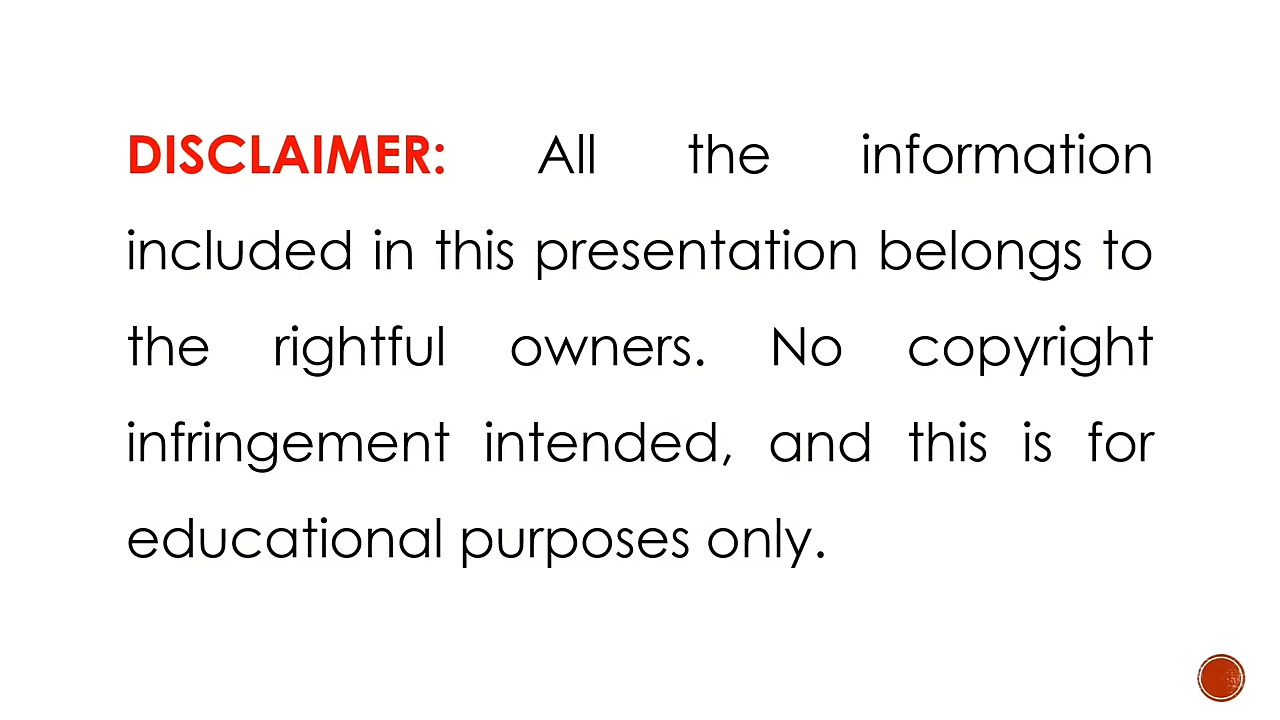 DISCLAIMER: All the information
included in this presentation belongs to
the rightful owners. No copyright
infringement intended, and this is for
educational purposes only.